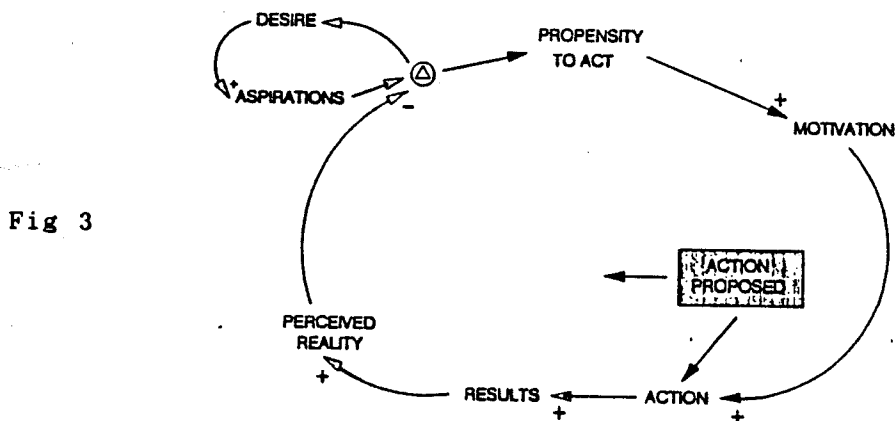 DESIRE
PROPENSITY
TO ACT
Δ
+
ASPIRATIONS
-
+
MOTIVATION
Fig 3
ACTION
PROPOSED
PERCEIVED
REALITY
+
RESULTS
+
ACTION
+